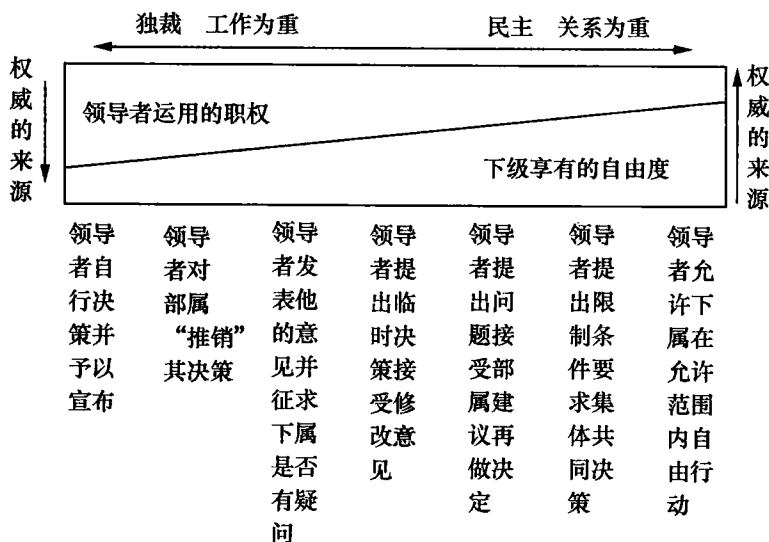 独裁 工作为重
民主 关系为重
权威的来源
领导者运用的职权
下级享有的自由度
权威的来源
领导
者自
行决
策并
予以
宣布
领导
者对
部属
“推销”
其决策
领导
者发
表他
的意
见并
征求
下属
是否
有疑
问
领导
者提
出临
时决
策接
受修
改意
见
领导
者提
出问
题接
受部
属建
议再
做决
定
领导
者提
出限
制条
件要
求集
体共
同决
策
领导
者允
许下
属在
允许
范围
内自
由行
动